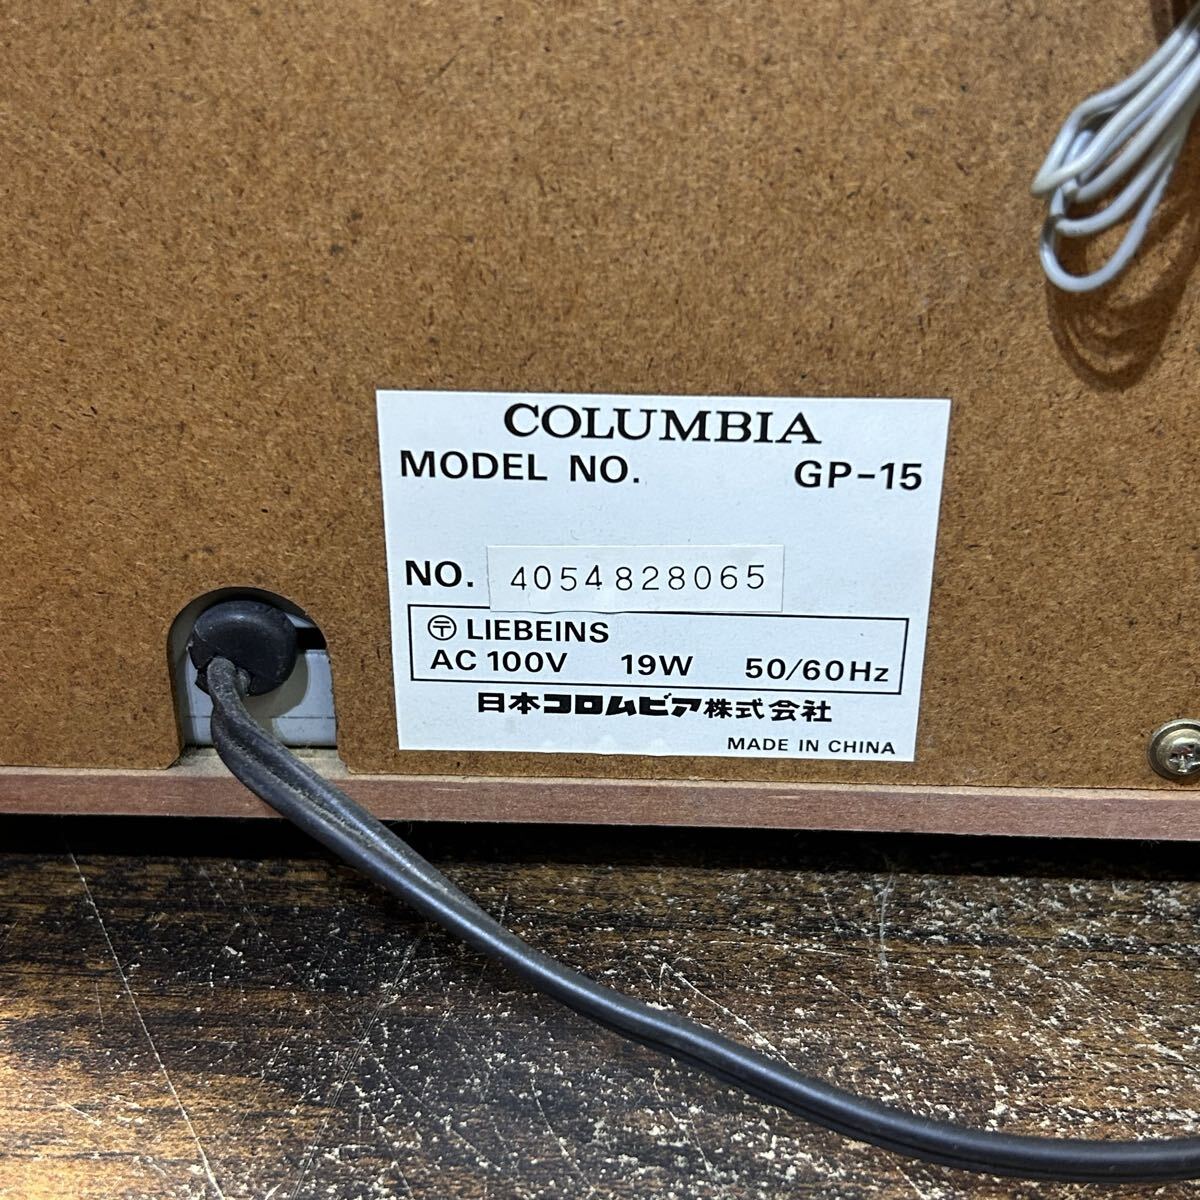 COLUMBIA
MODEL NO. GP-15
NO. 4054828065
〶 LIEBEINS
AC 100V 19W 50/60Hz
日本コロムビア株式会社
MADE IN CHINA